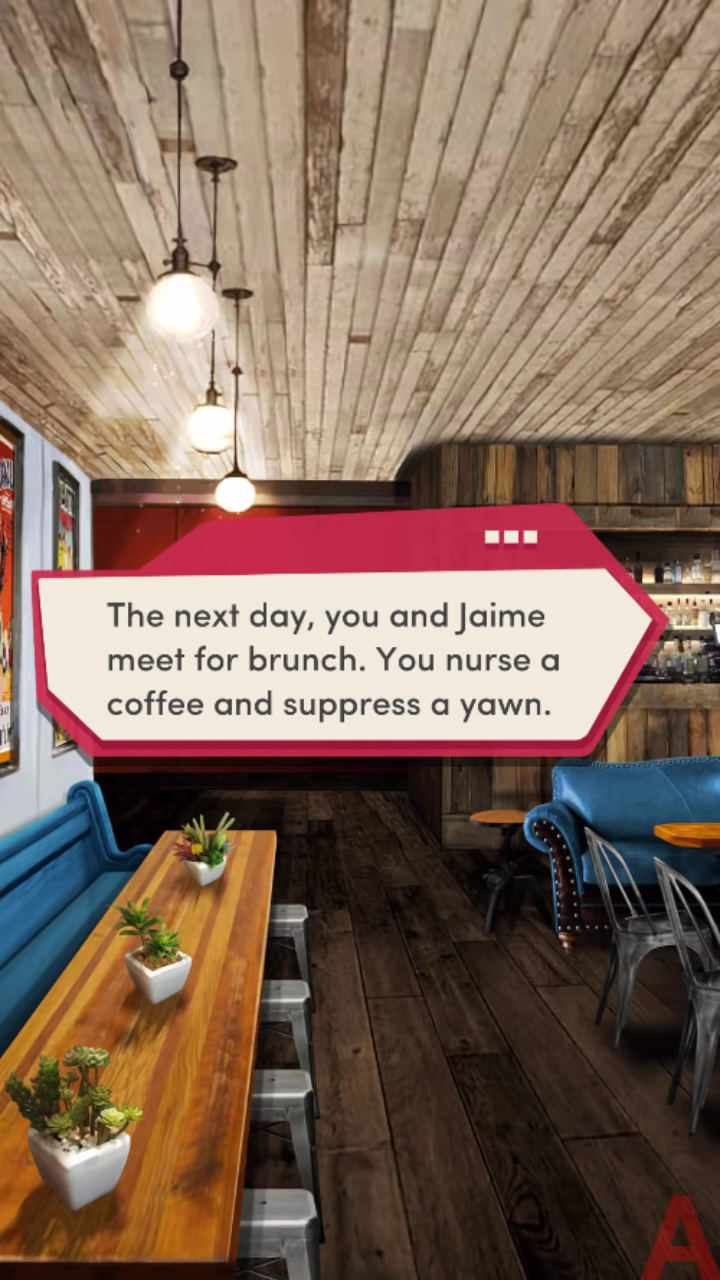 The next day, you and Jaime
meet for brunch. You nurse a
coffee and suppress a yawn.
A